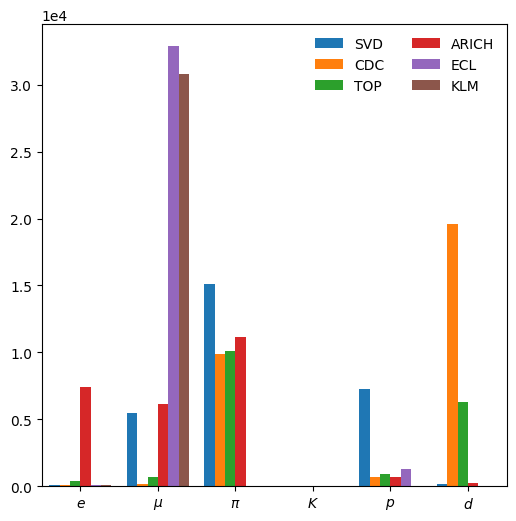 1e4
SVD
CDC
TOP
ARICH
ECL
KLM
3.0
2.5
2.0
1.5
1.0
0.5
0.0
e μ π K p d